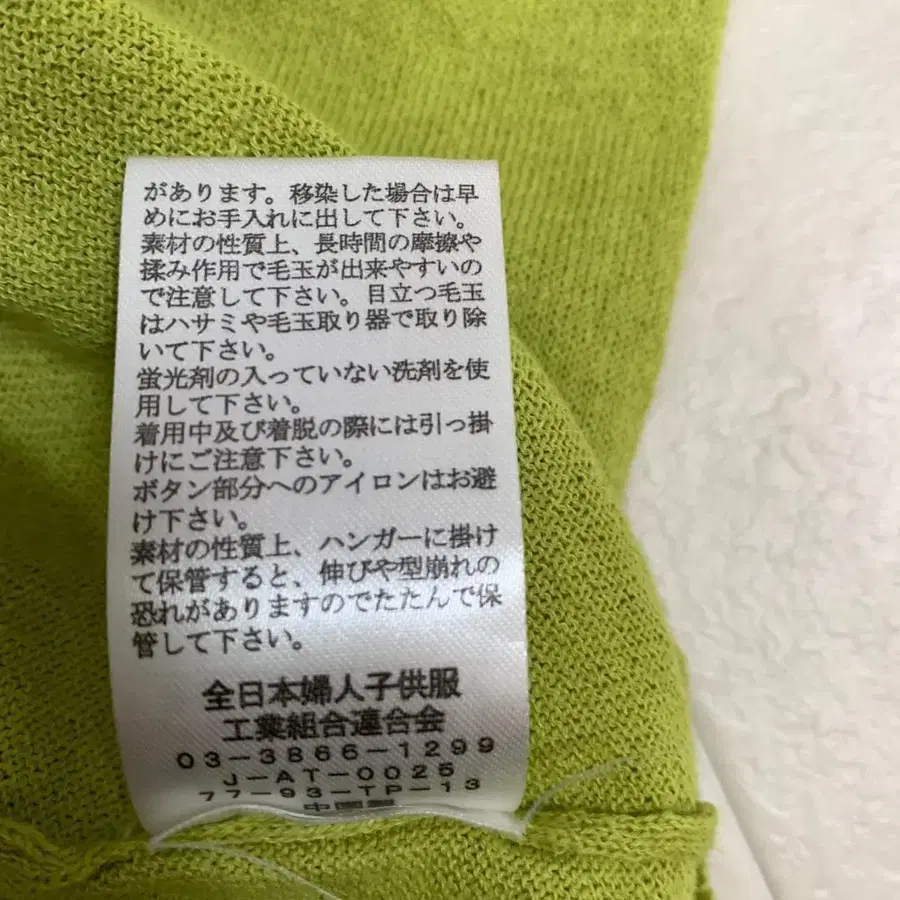 があります。移染した場合は早
めにお手入れに出して下さい。
素材の性質上、長時間の摩擦や
揉み作用で毛玉が出来やすいの
で注意して下さい。目立つ毛玉
はハサミや毛玉取り器で取り除
いて下さい。
蛍光剤の入っていない洗剤を使
用して下さい。
着用中及び着脱の際には引っ掛
けにご注意下さい。
ボタン部分へのアイロンはお避
け下さい。
素材の性質上、ハンガーに掛け
て保管すると、伸びや型崩れの
恐れがありますのでたたんで保
管して下さい。
全日本婦人子供服
工業組合連合会
03-3866-1299
J-AT-0025
77-93-TP-13
中国製